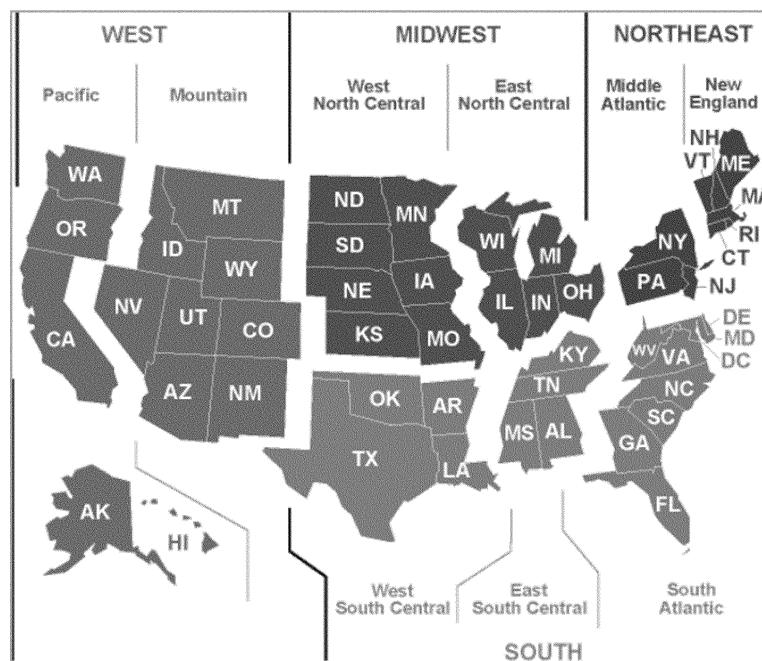 WEST MIDWEST NORTHEAST
Pacific Mountain West North Central East North Central Middle Atlantic New England
NH
VT ME
WA MT ND MN MA
OR ID SD WI MI NY RI
WY CT
NV NE IA PA NJ
CA UT CO IL IN OH
KS MO DE
KY WV VA MD
DC
AZ NM OK AR TN NC
MS AL SC
TX GA
LA
FL
AK HI
West South Central East South Central South Atlantic
SOUTH